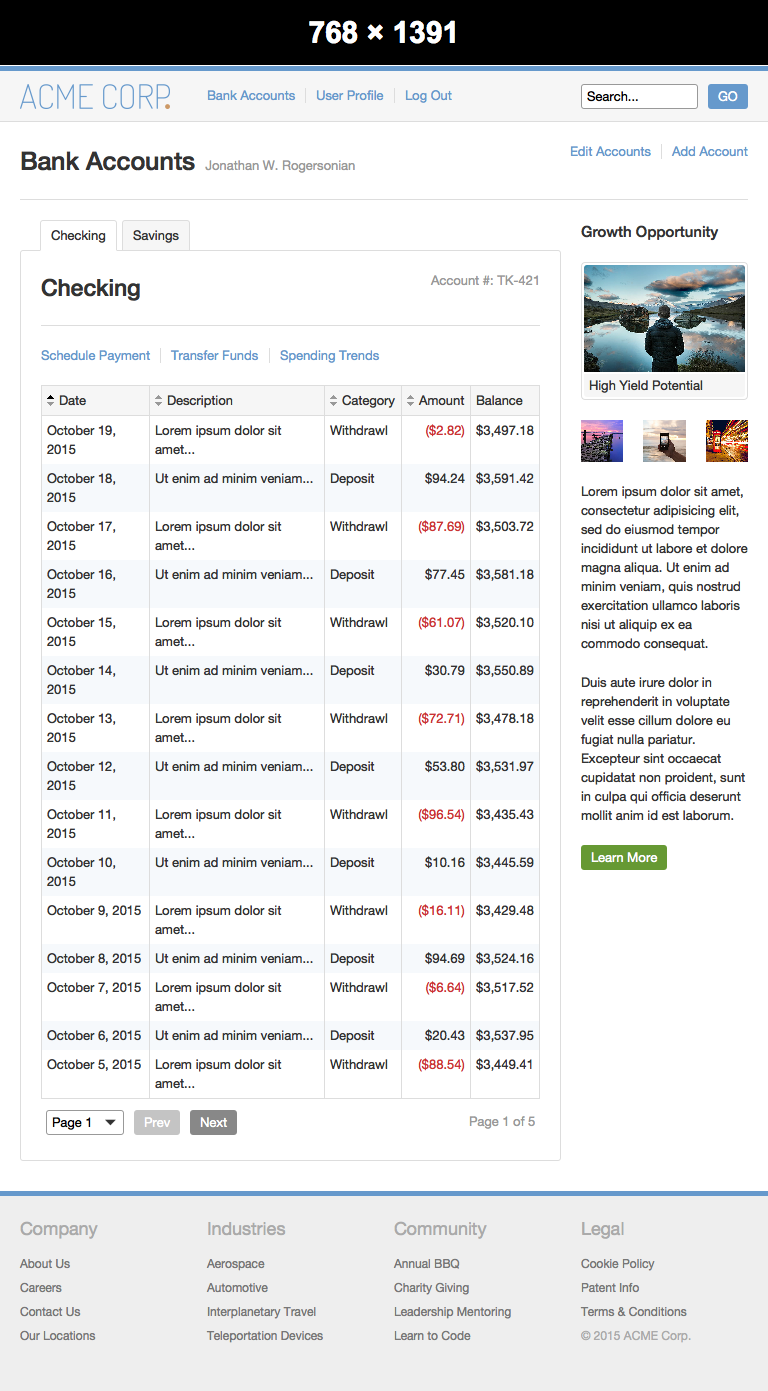 768 × 1391
ACME CORP.
Bank Accounts
User Profile
Log Out
Search...
GO
Bank Accounts Jonathan W. Rogersonian
Edit Accounts
Add Account
Checking
Savings
Checking
Account #: TK-421
Schedule Payment
Transfer Funds
Spending Trends
Date Description Category Amount Balance
October 19, Lorem ipsum dolor sit Withdrawl ($2.82) $3,497.18
2015 amet...
October 18, Ut enim ad minim veniam... Deposit $94.24 $3,591.42
2015
October 17, Lorem ipsum dolor sit Withdrawl ($87.69) $3,503.72
2015 amet...
October 16, Ut enim ad minim veniam... Deposit $77.45 $3,581.18
2015
October 15, Lorem ipsum dolor sit Withdrawl ($61.07) $3,520.10
2015 amet...
October 14, Ut enim ad minim veniam... Deposit $30.79 $3,550.89
2015
October 13, Lorem ipsum dolor sit Withdrawl ($72.71) $3,478.18
2015 amet...
October 12, Ut enim ad minim veniam... Deposit $53.80 $3,531.97
2015
October 11, Lorem ipsum dolor sit Withdrawl ($96.54) $3,435.43
2015 amet...
October 10, Ut enim ad minim veniam... Deposit $10.16 $3,445.59
2015
October 9, 2015 Lorem ipsum dolor sit Withdrawl ($16.11) $3,429.48
amet...
October 8, 2015 Ut enim ad minim veniam... Deposit $94.69 $3,524.16
October 7, 2015 Lorem ipsum dolor sit Withdrawl ($6.64) $3,517.52
amet...
October 6, 2015 Ut enim ad minim veniam... Deposit $20.43 $3,537.95
October 5, 2015 Lorem ipsum dolor sit Withdrawl ($88.54) $3,449.41
amet...
Page 1
Prev
Next
Page 1 of 5
Growth Opportunity
High Yield Potential
Lorem ipsum dolor sit amet,
consectetur adipisicing elit,
sed do eiusmod tempor
incididunt ut labore et dolore
magna aliqua. Ut enim ad
minim veniam, quis nostrud
exercitation ullamco laboris
nisi ut aliquip ex ea
commodo consequat.
Duis aute irure dolor in
reprehenderit in voluptate
velit esse cillum dolore eu
fugiat nulla pariatur.
Excepteur sint occaecat
cupidatat non proident, sunt
in culpa qui officia deserunt
mollit anim id est laborum.
Learn More
Company
About Us
Careers
Contact Us
Our Locations
Industries
Aerospace
Automotive
Interplanetary Travel
Teleportation Devices
Community
Annual BBQ
Charity Giving
Leadership Mentoring
Learn to Code
Legal
Cookie Policy
Patent Info
Terms & Conditions
© 2015 ACME Corp.